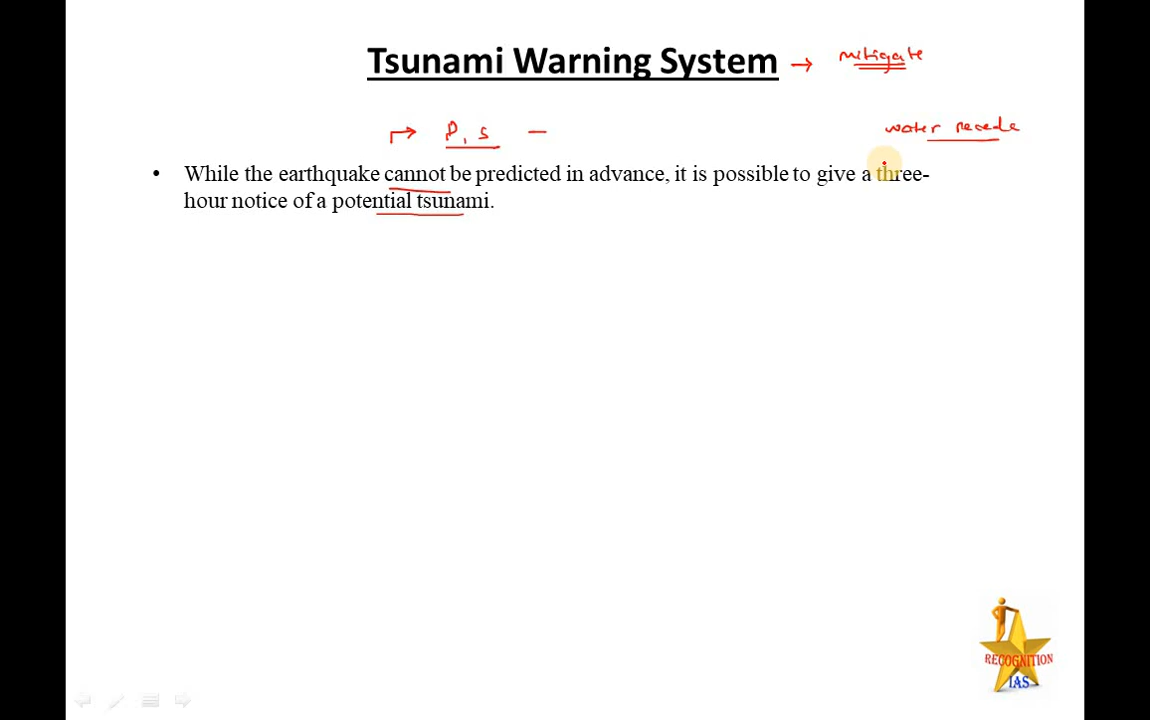 Tsunami Warning System → mitigate
→ P, S –
water recede
• While the earthquake cannot be predicted in advance, it is possible to give a three-
hour notice of a potential tsunami.
RECOGNITION
IAS